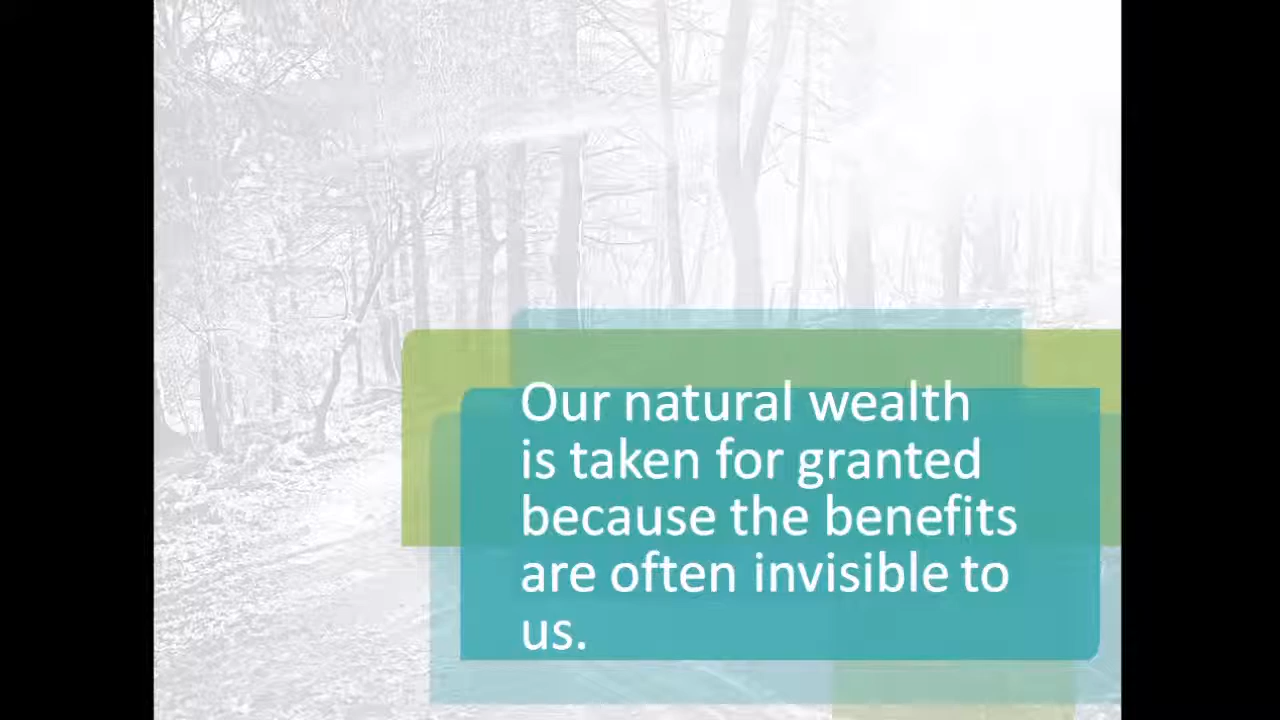 Our natural wealth
is taken for granted
because the benefits
are often invisible to
us.